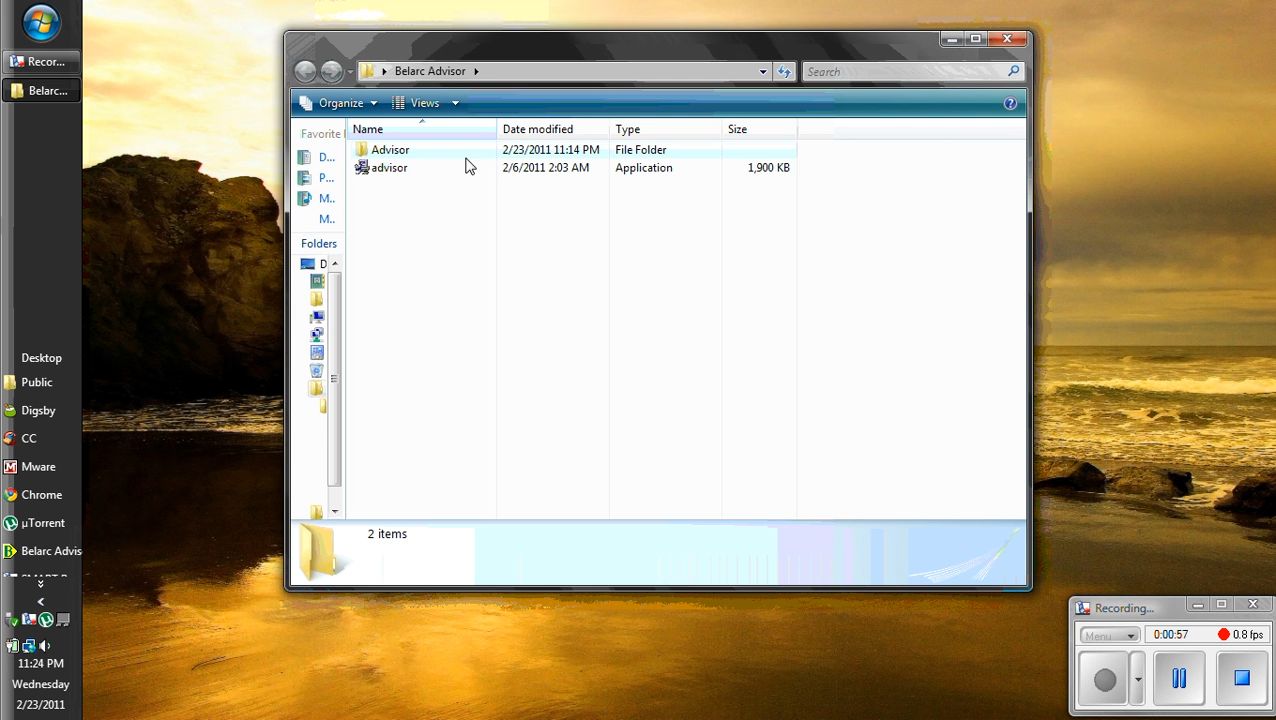 Recor...
Belarc...
Desktop
Public
Digsby
CC
Mware
Chrome
µTorrent
Belarc Advis
11:24 PM
Wednesday
2/23/2011
Belarc Advisor
Search
Organize
Views
Favorite
D...
P...
M..
M..
Folders
D
Name Date modified Type Size
Advisor 2/23/2011 11:14 PM File Folder
advisor 2/6/2011 2:03 AM Application 1,900 KB
2 items
Recording...
Menu 0:00:57 0.8 fps